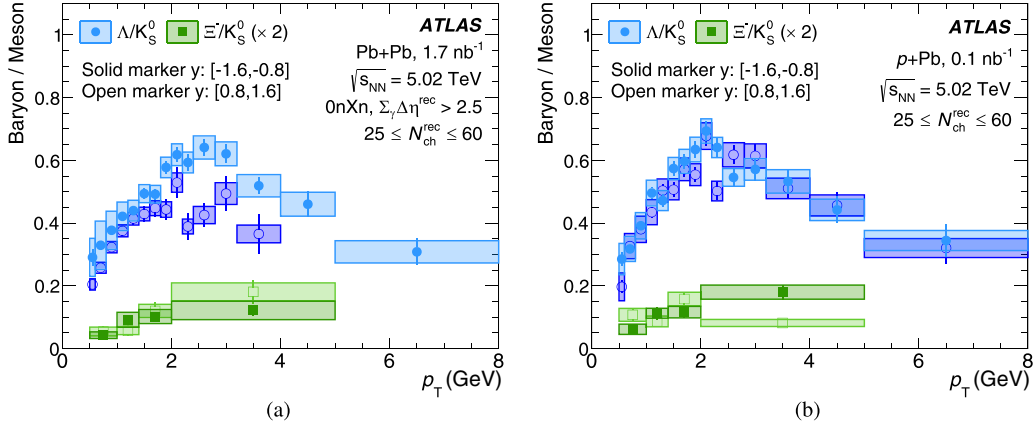 Baryon / Meson
1
0.8
0.6
0.4
0.2
0
Λ/K⁰_S Ξ⁻/K⁰_S (× 2)
Solid marker y: [-1.6,-0.8]
Open marker y: [0.8,1.6]
ATLAS
Pb+Pb, 1.7 nb⁻¹
√s_NN = 5.02 TeV
0nXn, Σ_γΔη^rec > 2.5
25 ≤ N_ch^rec ≤ 60
0 2 4 6 8
p_T (GeV)
(a)
Baryon / Meson
1
0.8
0.6
0.4
0.2
0
Λ/K⁰_S Ξ⁻/K⁰_S (× 2)
Solid marker y: [-1.6,-0.8]
Open marker y: [0.8,1.6]
ATLAS
p+Pb, 0.1 nb⁻¹
√s_NN = 5.02 TeV
25 ≤ N_ch^rec ≤ 60
0 2 4 6 8
p_T (GeV)
(b)